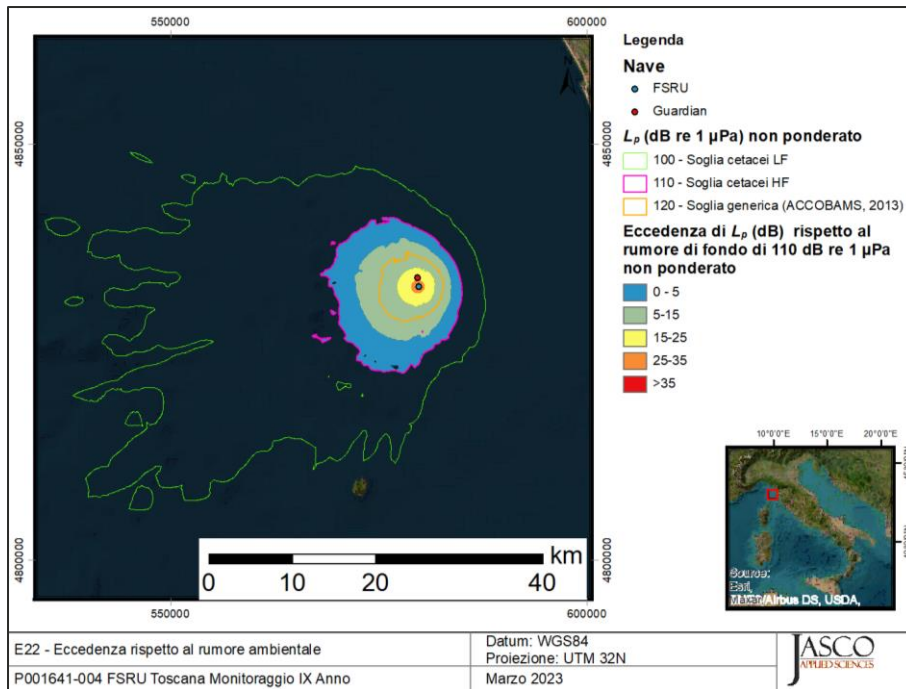 550000
600000
4850000
4850000
N
4800000
4800000
km
0 10 20 40
550000
600000
Legenda
Nave
FSRU
Guardian
Lp (dB re 1 µPa) non ponderato
100 - Soglia cetacei LF
110 - Soglia cetacei HF
120 - Soglia generica (ACCOBAMS, 2013)
Eccedenza di Lp (dB) rispetto al
rumore di fondo di 110 dB re 1 µPa
non ponderato
0 - 5
5-15
15-25
25-35
>35
10°0'0"E 15°0'0"E 20°0'0"E
Source:
Esri,
Maxar
/Airbus DS, USDA,
E22 - Eccedenza rispetto al rumore ambientale
Datum: WGS84
Proiezione: UTM 32N
P001641-004 FSRU Toscana Monitoraggio IX Anno
Marzo 2023
JASCO
APPLIED SCIENCES